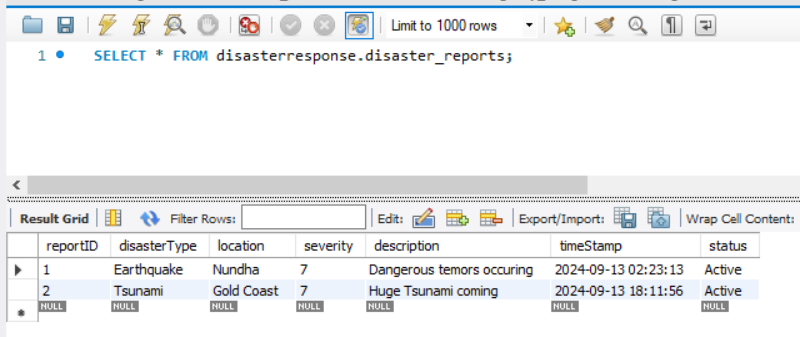 Limit to 1000 rows
1 SELECT * FROM disasterresponse.disaster_reports;
Result Grid Filter Rows: Edit: Export/Import: Wrap Cell Content:
reportID disasterType location severity description timeStamp status
1 Earthquake Nundha 7 Dangerous temors occuring 2024-09-13 02:23:13 Active
2 Tsunami Gold Coast 7 Huge Tsunami coming 2024-09-13 18:11:56 Active
NULL NULL NULL NULL NULL NULL NULL